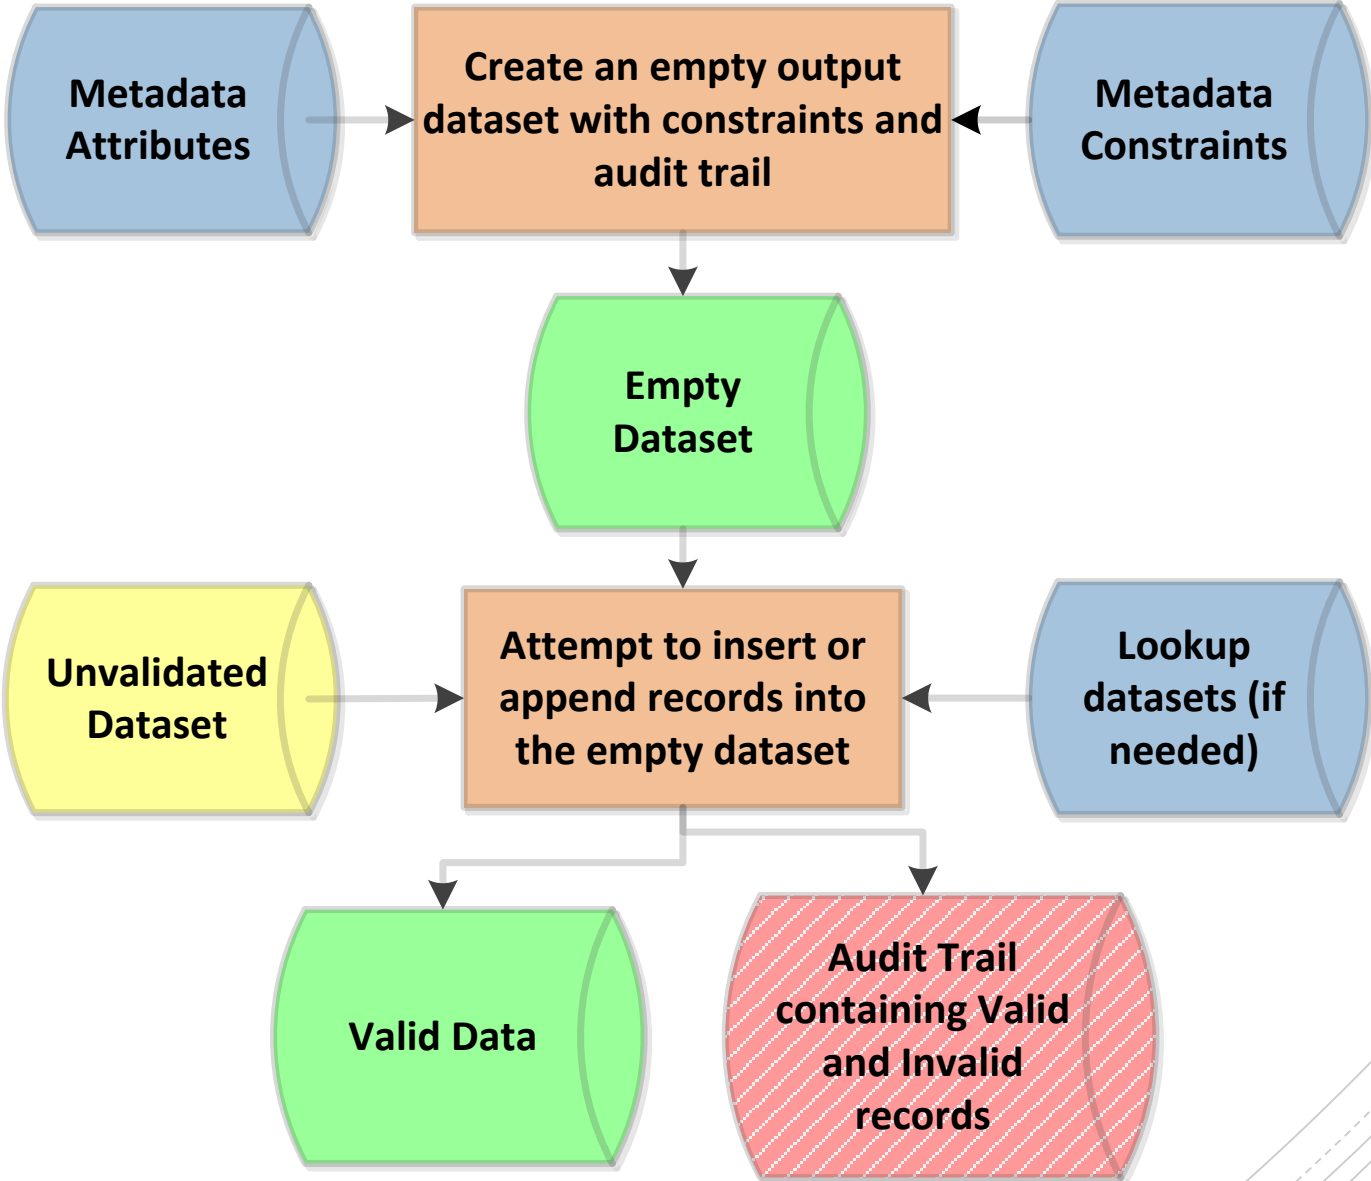 Metadata
Attributes
Create an empty output
dataset with constraints and
audit trail
Metadata
Constraints
Empty
Dataset
Unvalidated
Dataset
Attempt to insert or
append records into
the empty dataset
Lookup
datasets (if
needed)
Valid Data
Audit Trail
containing Valid
and Invalid
records